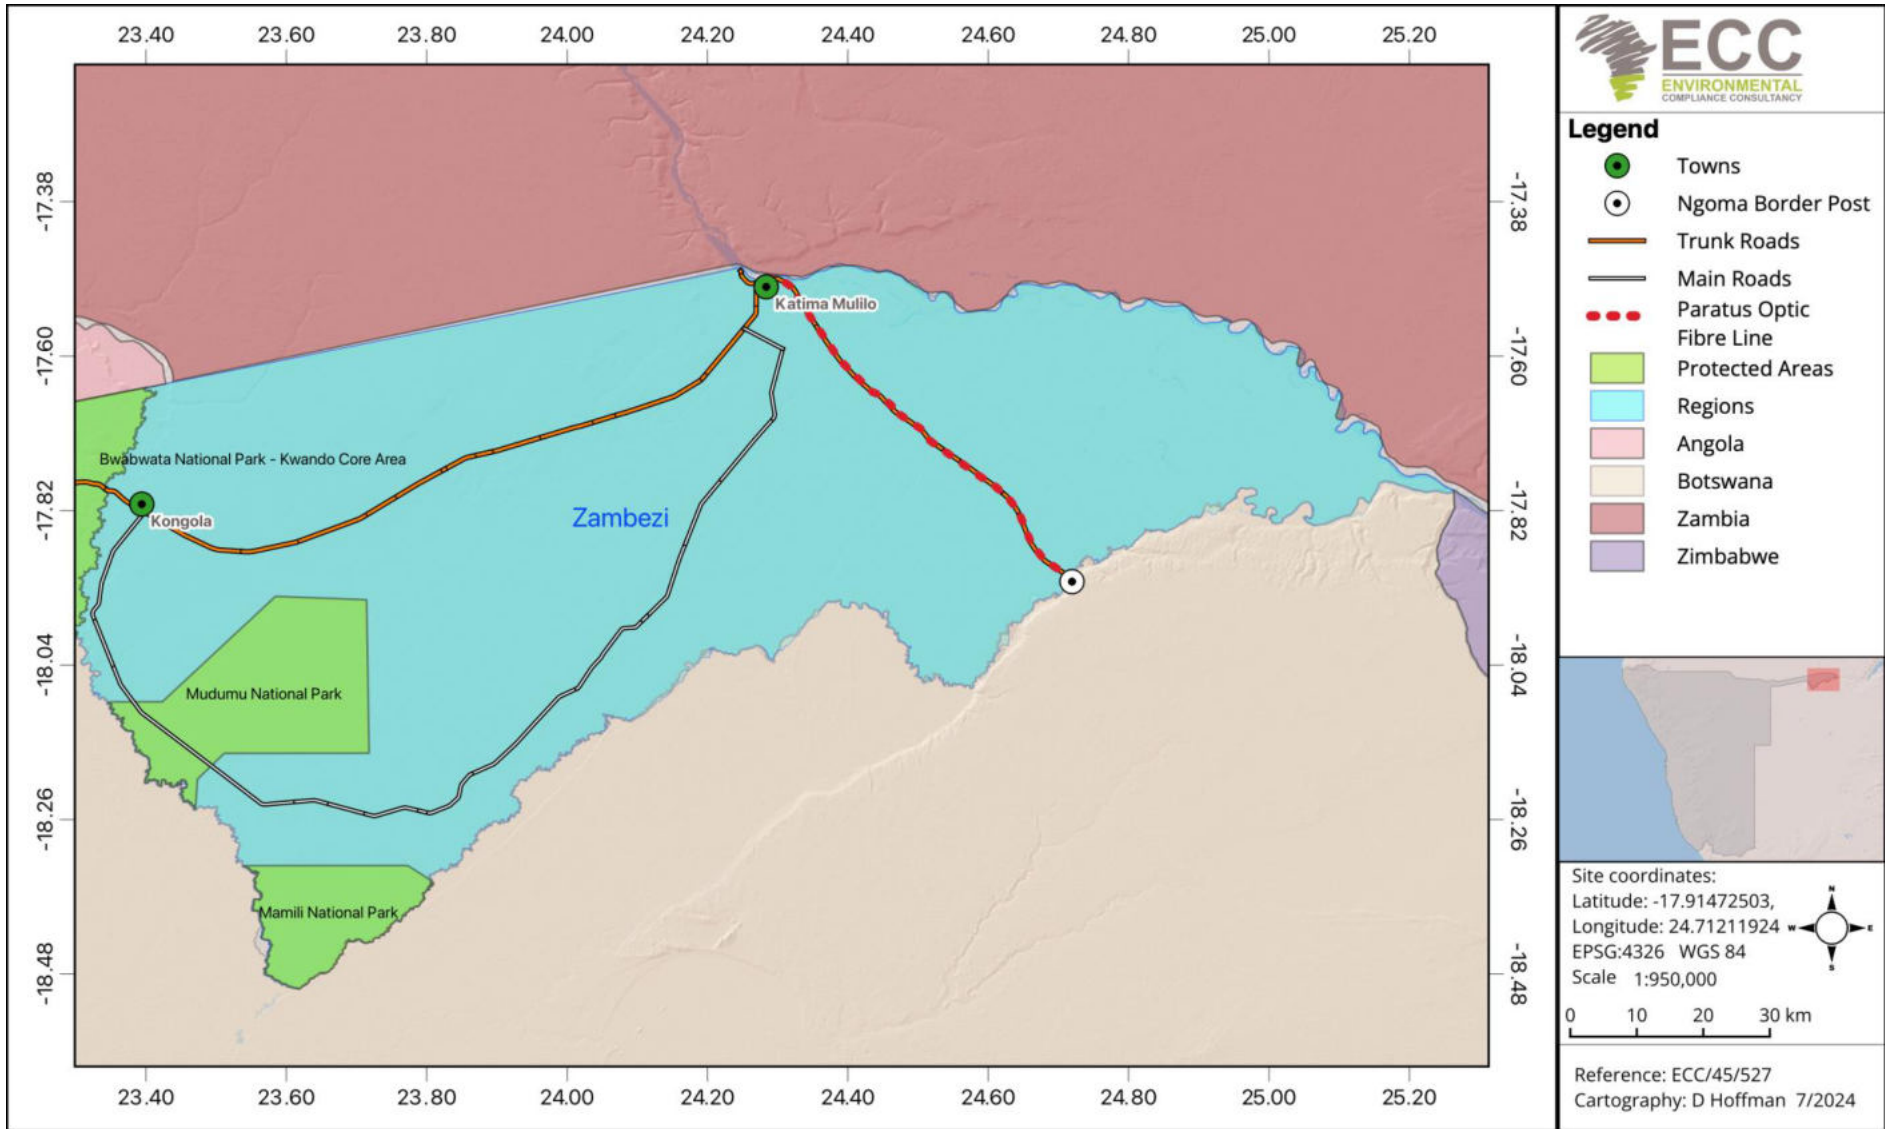 23.40 23.60 23.80 24.00 24.20 24.40 24.60 24.80 25.00 25.20
-17.38
-17.60
-17.82
-18.04
-18.26
-18.48
Katima Mulilo
Bwabwata National Park - Kwando Core Area
Kongola
Zambezi
Mudumu National Park
Mamili National Park
-17.38
-17.60
-17.82
-18.04
-18.26
-18.48
23.40 23.60 23.80 24.00 24.20 24.40 24.60 24.80 25.00 25.20
ECC
ENVIRONMENTAL
COMPLIANCE CONSULTANCY
Legend
Towns
Ngoma Border Post
Trunk Roads
Main Roads
Paratus Optic
Fibre Line
Protected Areas
Regions
Angola
Botswana
Zambia
Zimbabwe
Site coordinates:
Latitude: -17.91472503,
Longitude: 24.71211924
EPSG:4326 WGS 84
Scale 1:950,000
N
W E
S
0 10 20 30 km
Reference: ECC/45/527
Cartography: D Hoffman 7/2024